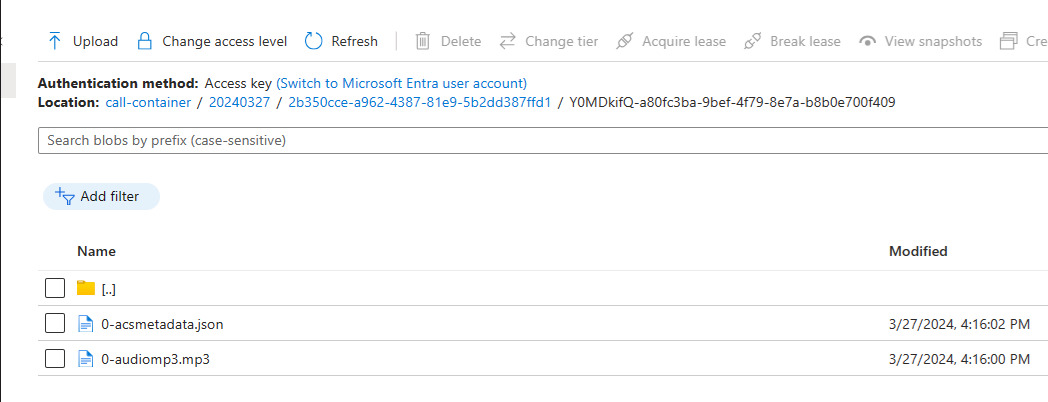 Upload Change access level Refresh Delete Change tier Acquire lease Break lease View snapshots Cre
Authentication method: Access key (Switch to Microsoft Entra user account)
Location: call-container / 20240327 / 2b350cce-a962-4387-81e9-5b2dd387ffd1 / Y0MDkifQ-a80fc3ba-9bef-4f79-8e7a-b8b0e700f409
Search blobs by prefix (case-sensitive)
Add filter
Name Modified
[..]
0-acsmetadata.json 3/27/2024, 4:16:02 PM
0-audiomp3.mp3 3/27/2024, 4:16:00 PM